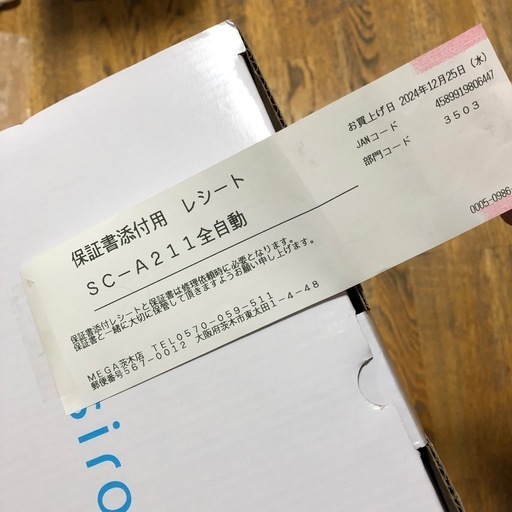 保証書添付用 レシート
SC-A211全自動
お買上げ日 2024年12月25日(水)
JANコード 4589919806447
部門コード 3503
保証書添付レシートと保証書は修理依頼時に必要となります。
保証書と一緒に大切に保管して頂きますようお願い申し上げます。
MEGA茨木店 TEL0570-059-511
郵便番号567-0012 大阪府茨木市東太田1-4-48
0005-0986
siro